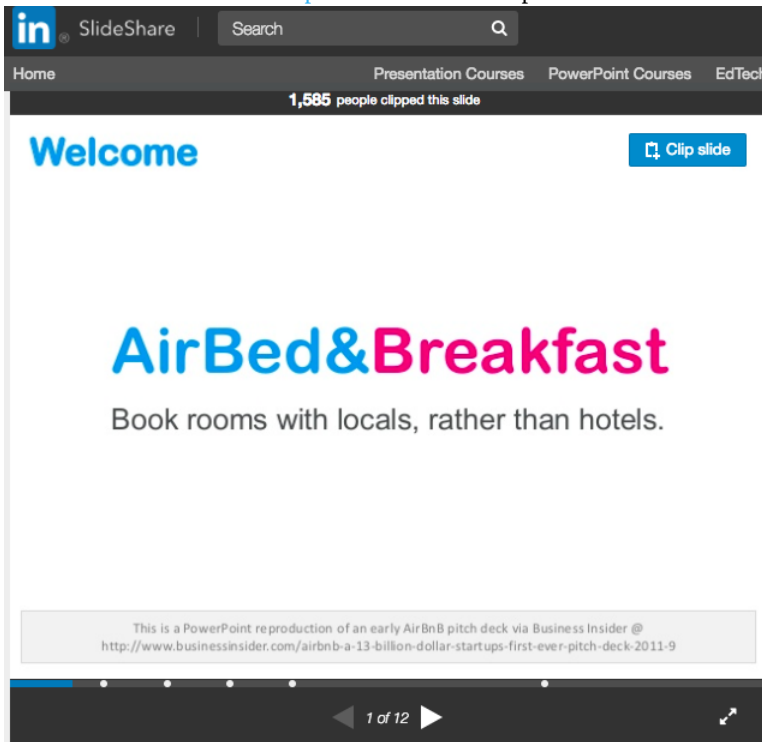 in ® SlideShare Search
Home Presentation Courses PowerPoint Courses EdTech
1,585 people clipped this slide
Welcome
Clip slide
AirBed&Breakfast
Book rooms with locals, rather than hotels.
This is a PowerPoint reproduction of an early AirBnB pitch deck via Business Insider @
http://www.businessinsider.com/airbnb-a-13-billion-dollar-startups-first-ever-pitch-deck-2011-9
1 of 12